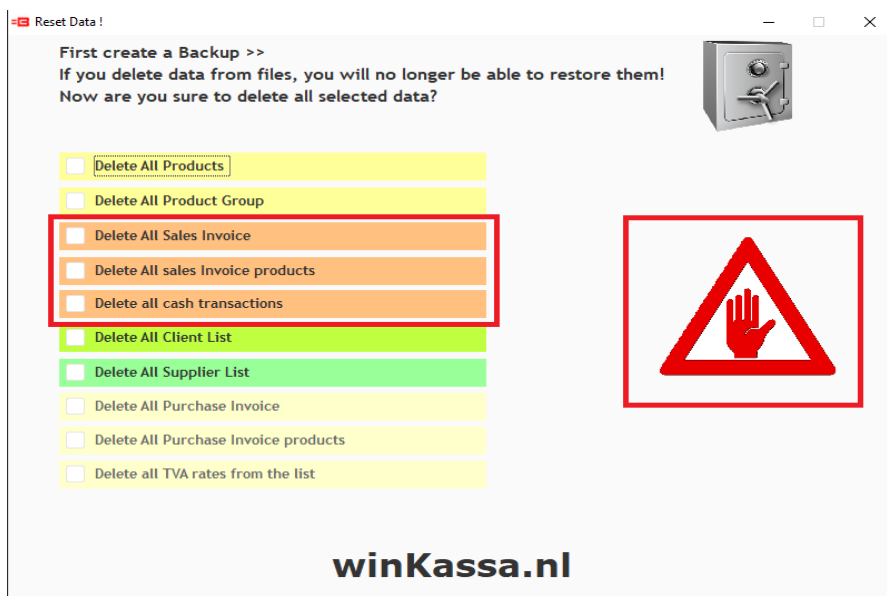 Reset Data !
First create a Backup >>
If you delete data from files, you will no longer be able to restore them!
Now are you sure to delete all selected data?
Delete All Products
Delete All Product Group
Delete All Sales Invoice
Delete All sales Invoice products
Delete all cash transactions
Delete All Client List
Delete All Supplier List
Delete All Purchase Invoice
Delete All Purchase Invoice products
Delete all TVA rates from the list
winKassa.nl